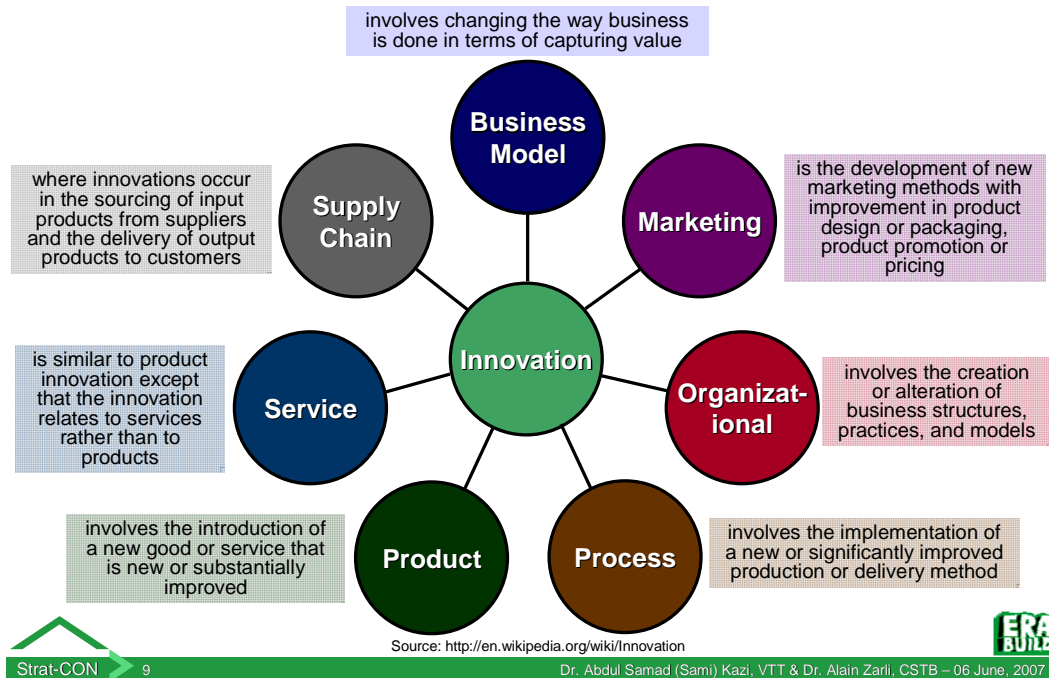 involves changing the way business
is done in terms of capturing value
Business
Model
where innovations occur
in the sourcing of input
products from suppliers
and the delivery of output
products to customers
Supply
Chain
Marketing
is the development of new
marketing methods with
improvement in product
design or packaging,
product promotion or
pricing
Innovation
is similar to product
innovation except
that the innovation
relates to services
rather than to
products
Service
Organizat-
ional
involves the creation
or alteration of
business structures,
practices, and models
involves the introduction of
a new good or service that
is new or substantially
improved
Product
Process
involves the implementation of
a new or significantly improved
production or delivery method
Source: http://en.wikipedia.org/wiki/Innovation
ERA
BUILD
Strat-CON 9 Dr. Abdul Samad (Sami) Kazi, VTT & Dr. Alain Zarli, CSTB – 06 June, 2007